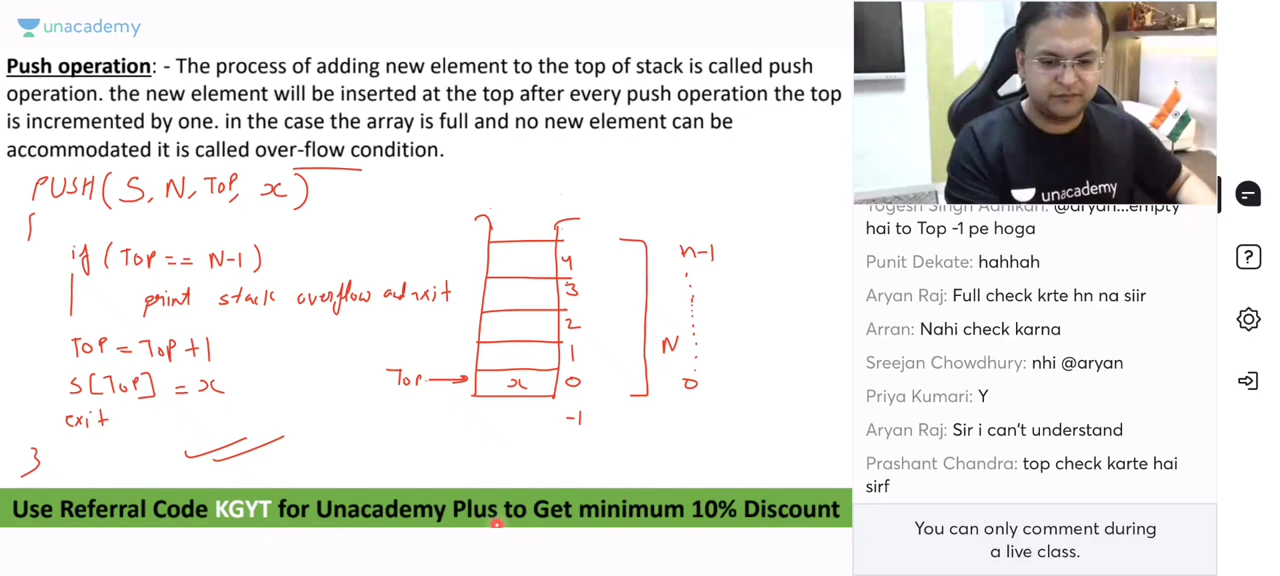 unacademy
Push operation: - The process of adding new element to the top of stack is called push
operation. the new element will be inserted at the top after every push operation the top
is incremented by one. in the case the array is full and no new element can be
accommodated it is called over-flow condition.
PUSH( S, N, TOP, x )
{
if ( TOP == N-1 )
print stack overflow and exit
TOP = TOP + 1
S[TOP] = x
exit
}
4
3
2
1
Top → x 0
-1
N
n-1
0
Use Referral Code KGYT for Unacademy Plus to Get minimum 10% Discount
unacademy
Yogesh Singh Adhikari: @aryan...empty
hai to Top -1 pe hoga
Punit Dekate: hahhah
Aryan Raj: Full check krte hn na siir
Arran: Nahi check karna
Sreejan Chowdhury: nhi @aryan
Priya Kumari: Y
Aryan Raj: Sir i can't understand
Prashant Chandra: top check karte hai
sirf
You can only comment during
a live class.